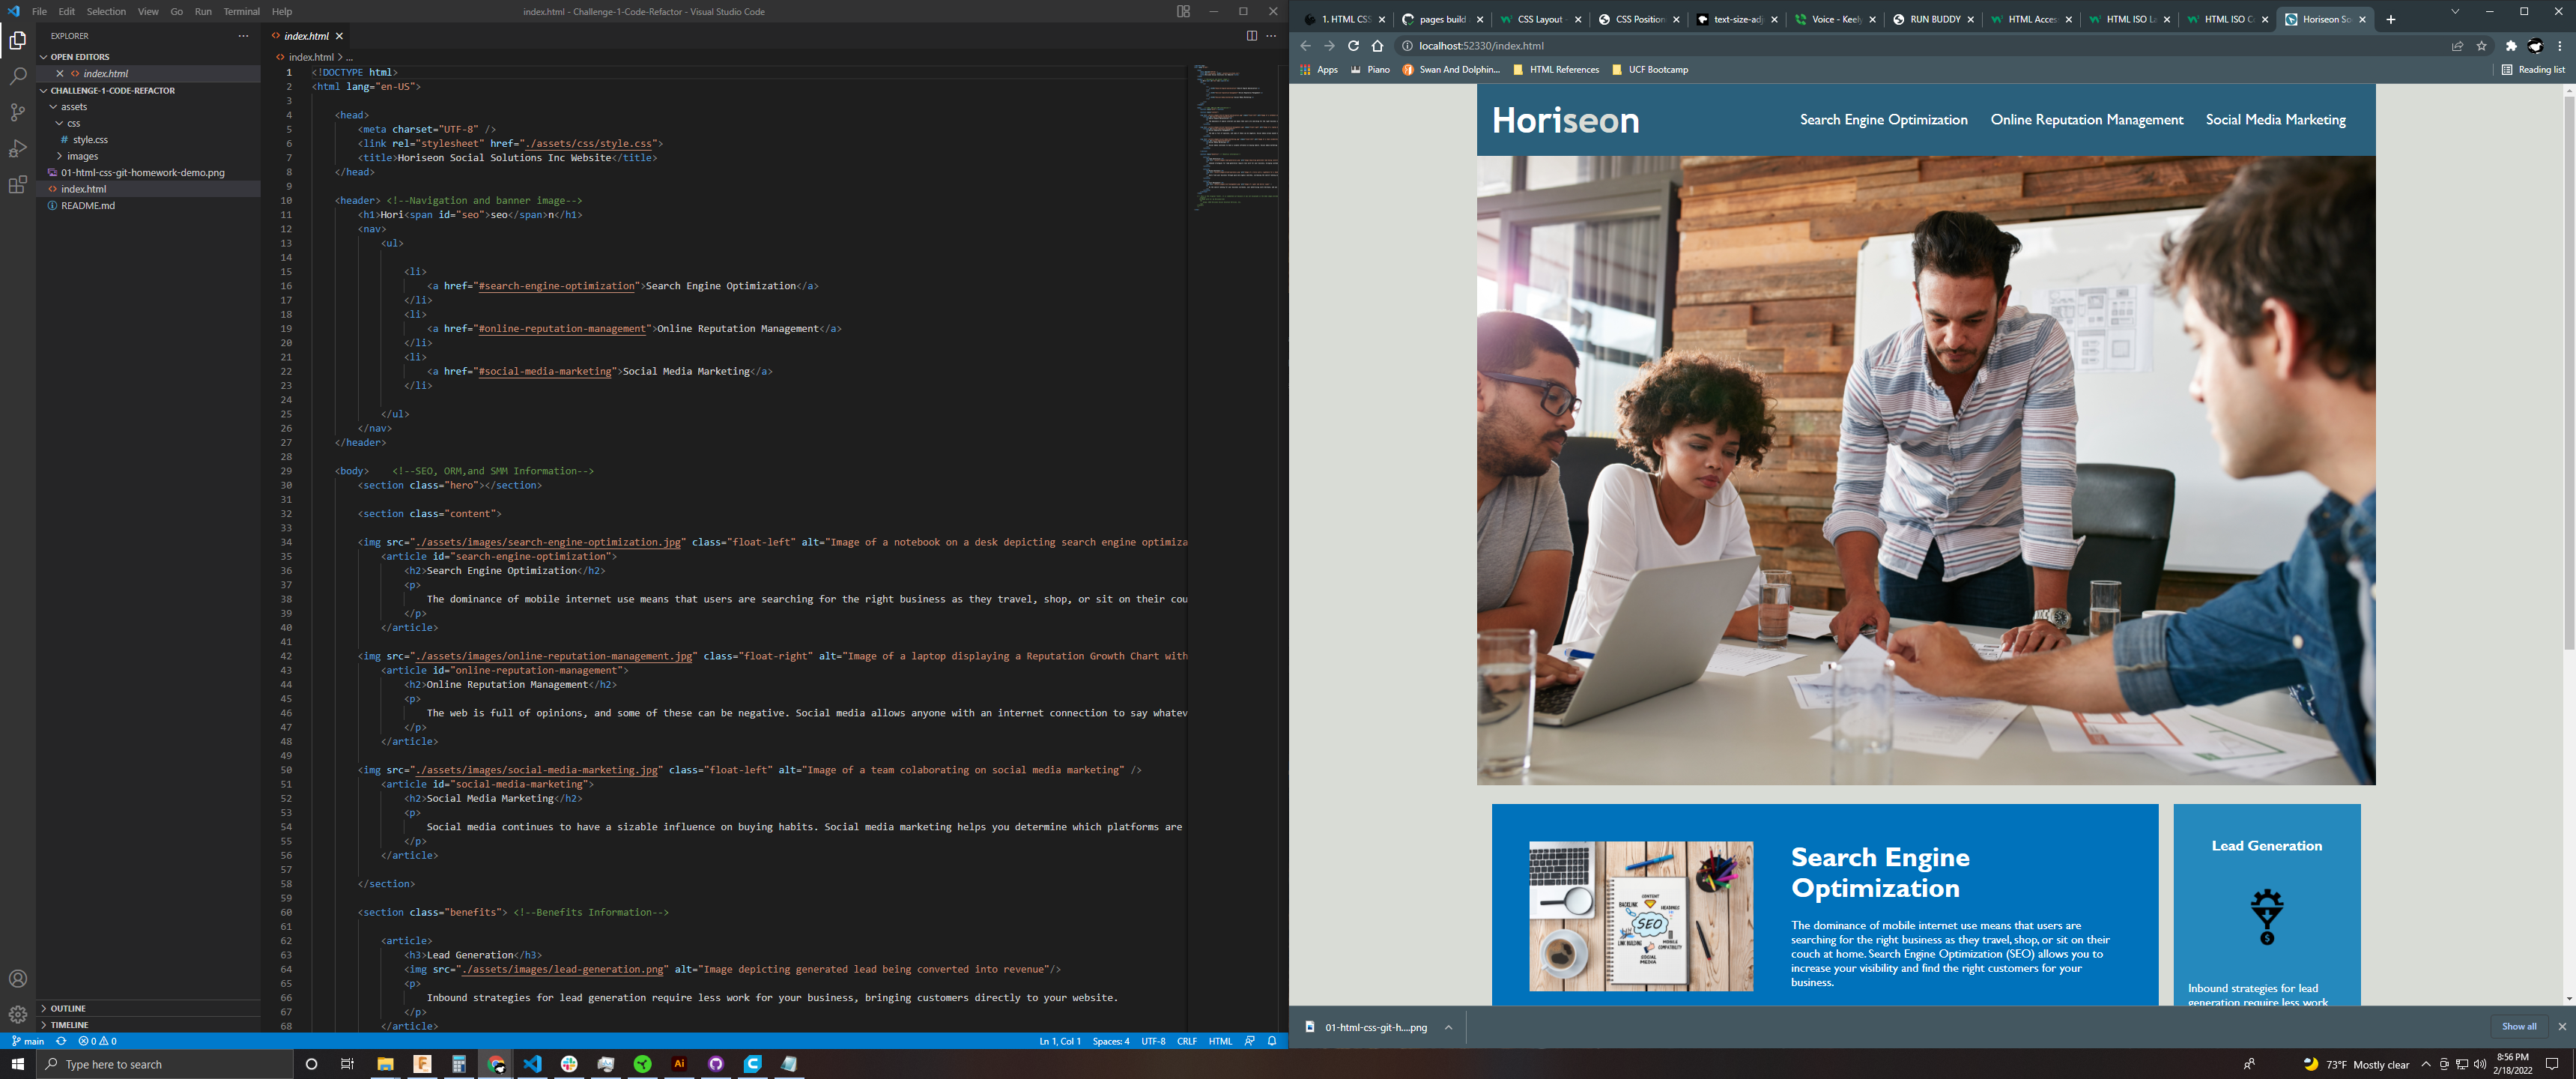 File Edit Selection View Go Run Terminal Help
index.html - Challenge-1-Code-Refactor - Visual Studio Code
EXPLORER
OPEN EDITORS
index.html
CHALLENGE-1-CODE-REFACTOR
assets
css
# style.css
images
01-html-css-git-homework-demo.png
index.html
README.md
OUTLINE
TIMELINE
index.html
index.html > ...
1 <!DOCTYPE html>
2 <html lang="en-US">
3
4 <head>
5 <meta charset="UTF-8" />
6 <link rel="stylesheet" href="./assets/css/style.css">
7 <title>Horiseon Social Solutions Inc Website</title>
8 </head>
9
10 <header> <!--Navigation and banner image-->
11 <h1>Hori<span id="seo">seo</span>n</h1>
12 <nav>
13 <ul>
14
15 <li>
16 <a href="#search-engine-optimization">Search Engine Optimization</a>
17 </li>
18 <li>
19 <a href="#online-reputation-management">Online Reputation Management</a>
20 </li>
21 <li>
22 <a href="#social-media-marketing">Social Media Marketing</a>
23 </li>
24
25 </ul>
26 </nav>
27 </header>
28
29 <body> <!--SEO, ORM,and SMM Information-->
30 <section class="hero"></section>
31
32 <section class="content">
33
34 <img src="./assets/images/search-engine-optimization.jpg" class="float-left" alt="Image of a notebook on a desk depicting search engine optimiza
35 <article id="search-engine-optimization">
36 <h2>Search Engine Optimization</h2>
37 <p>
38 The dominance of mobile internet use means that users are searching for the right business as they travel, shop, or sit on their cou
39 </p>
40 </article>
41
42 <img src="./assets/images/online-reputation-management.jpg" class="float-right" alt="Image of a laptop displaying a Reputation Growth Chart with
43 <article id="online-reputation-management">
44 <h2>Online Reputation Management</h2>
45 <p>
46 The web is full of opinions, and some of these can be negative. Social media allows anyone with an internet connection to say whatev
47 </p>
48 </article>
49
50 <img src="./assets/images/social-media-marketing.jpg" class="float-left" alt="Image of a team colaborating on social media marketing" />
51 <article id="social-media-marketing">
52 <h2>Social Media Marketing</h2>
53 <p>
54 Social media continues to have a sizable influence on buying habits. Social media marketing helps you determine which platforms are
55 </p>
56 </article>
57
58 </section>
59
60 <section class="benefits"> <!--Benefits Information-->
61
62 <article>
63 <h3>Lead Generation</h3>
64 <img src="./assets/images/lead-generation.png" alt="Image depicting generated lead being converted into revenue"/>
65 <p>
66 Inbound strategies for lead generation require less work for your business, bringing customers directly to your website.
67 </p>
68 </article>
main 0 0 Ln 1, Col 1 Spaces: 4 UTF-8 CRLF HTML
1. HTML CSS
pages build
CSS Layout -
CSS Position
text-size-adj
Voice - Keely
RUN BUDDY
HTML Acces
HTML ISO La
HTML ISO C
Horiseon So
localhost:52330/index.html
Apps Piano Swan And Dolphin... HTML References UCF Bootcamp Reading list
Horiseon
Search Engine Optimization Online Reputation Management Social Media Marketing
CONTENT
BACKLINK
HEADINGS
SEO
LINK BUILDING
MOBILE COMPATIBILITY
SOCIAL MEDIA
Search Engine
Optimization
The dominance of mobile internet use means that users are
searching for the right business as they travel, shop, or sit on their
couch at home. Search Engine Optimization (SEO) allows you to
increase your visibility and find the right customers for your
business.
Lead Generation
Inbound strategies for lead
generation require less work
01-html-css-git-h....png
Show all
Type here to search
73°F Mostly clear
8:56 PM
2/18/2022